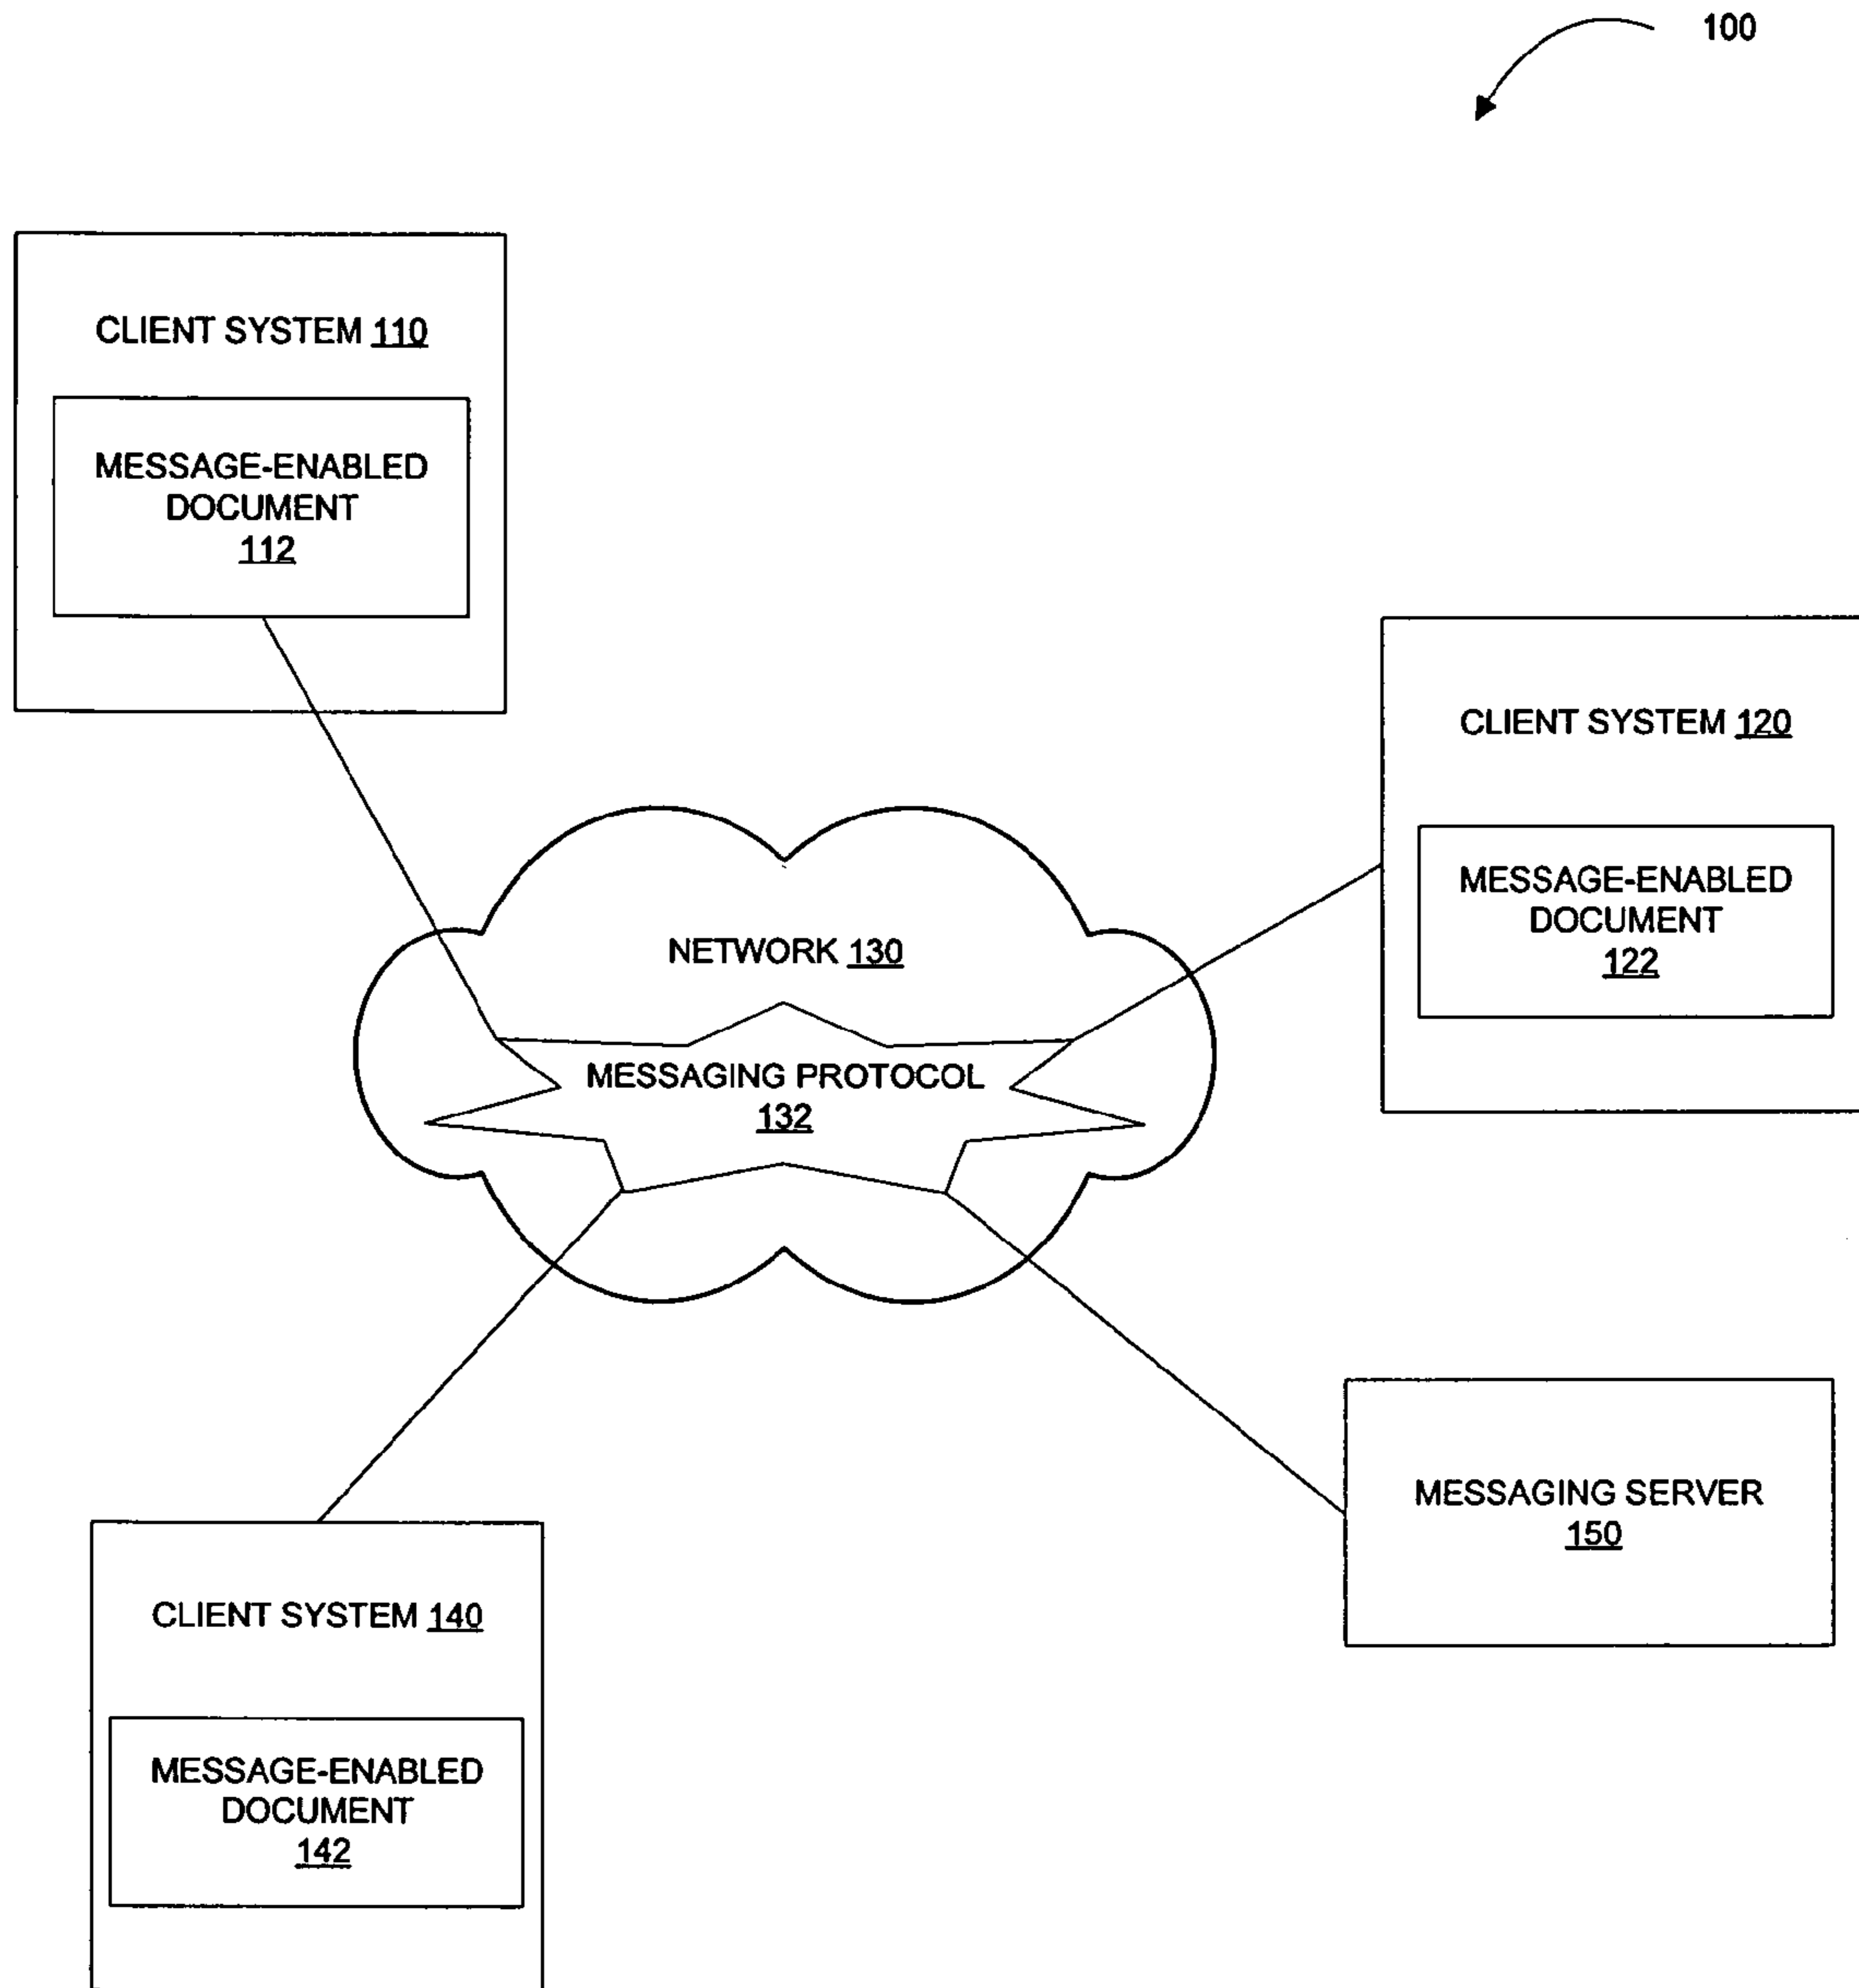 100
CLIENT SYSTEM 110
MESSAGE-ENABLED
DOCUMENT
112
CLIENT SYSTEM 120
MESSAGE-ENABLED
DOCUMENT
122
NETWORK 130
MESSAGING PROTOCOL
132
MESSAGING SERVER
150
CLIENT SYSTEM 140
MESSAGE-ENABLED
DOCUMENT
142